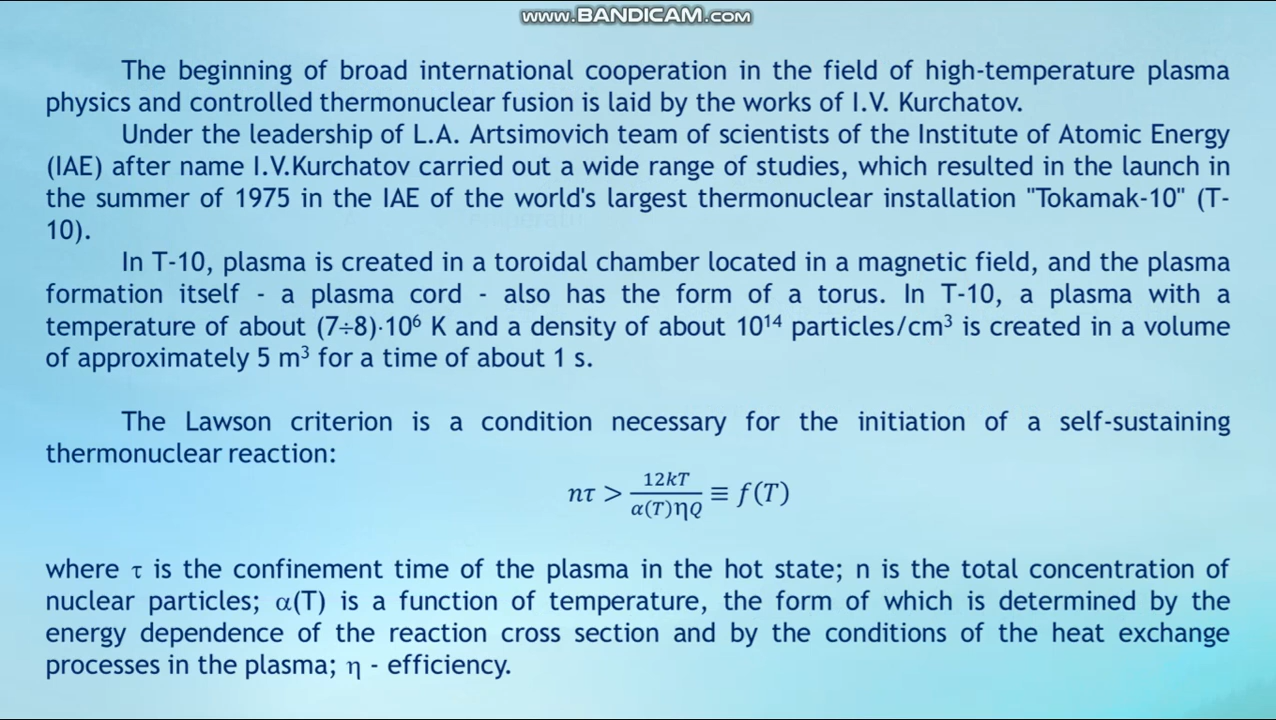 www.BANDICAM.com
The beginning of broad international cooperation in the field of high-temperature plasma
physics and controlled thermonuclear fusion is laid by the works of I.V. Kurchatov.
Under the leadership of L.A. Artsimovich team of scientists of the Institute of Atomic Energy
(IAE) after name I.V.Kurchatov carried out a wide range of studies, which resulted in the launch in
the summer of 1975 in the IAE of the world's largest thermonuclear installation "Tokamak-10" (T-
10).
In T-10, plasma is created in a toroidal chamber located in a magnetic field, and the plasma
formation itself - a plasma cord - also has the form of a torus. In T-10, a plasma with a
temperature of about (7÷8)·10⁶ K and a density of about 10¹⁴ particles/cm³ is created in a volume
of approximately 5 m³ for a time of about 1 s.
The Lawson criterion is a condition necessary for the initiation of a self-sustaining
thermonuclear reaction:
nτ > 12kT / α(T)ηQ ≡ f(T)
where τ is the confinement time of the plasma in the hot state; n is the total concentration of
nuclear particles; α(T) is a function of temperature, the form of which is determined by the
energy dependence of the reaction cross section and by the conditions of the heat exchange
processes in the plasma; η - efficiency.